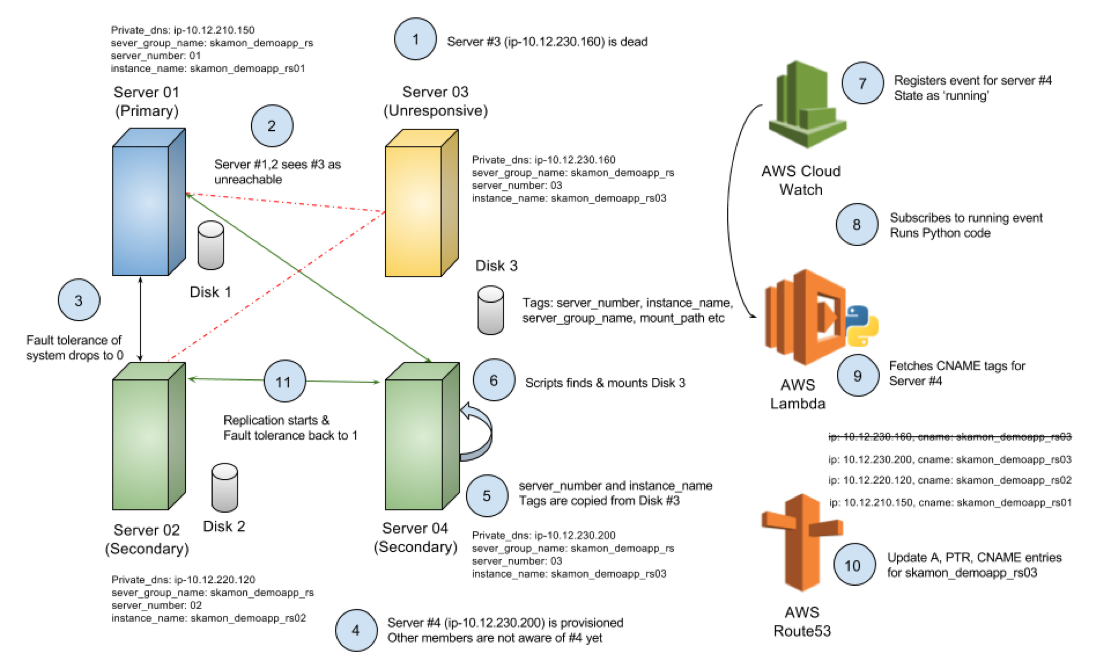 Private_dns: ip-10.12.210.150
sever_group_name: skamon_demoapp_rs
server_number: 01
instance_name: skamon_demoapp_rs01
Server 01
(Primary)
1
Server #3 (ip-10.12.230.160) is dead
Server 03
(Unresponsive)
2
Server #1,2 sees #3 as
unreachable
Private_dns: ip-10.12.230.160
sever_group_name: skamon_demoapp_rs
server_number: 03
instance_name: skamon_demoapp_rs03
Disk 1
Disk 3
Tags: server_number, instance_name,
server_group_name, mount_path etc
3
Fault tolerance of
system drops to 0
11
Replication starts &
Fault tolerance back to 1
6
Scripts finds & mounts Disk 3
5
server_number and instance_name
Tags are copied from Disk #3
Disk 2
Server 02
(Secondary)
Server 04
(Secondary)
Private_dns: ip-10.12.230.200
sever_group_name: skamon_demoapp_rs
server_number: 03
instance_name: skamon_demoapp_rs03
Private_dns: ip-10.12.220.120
sever_group_name: skamon_demoapp_rs
server_number: 02
instance_name: skamon_demoapp_rs02
4
Server #4 (ip-10.12.230.200) is provisioned
Other members are not aware of #4 yet
7
Registers event for server #4
State as ‘running’
AWS Cloud
Watch
8
Subscribes to running event
Runs Python code
AWS
Lambda
9
Fetches CNAME tags for
Server #4
ip: 10.12.230.160, cname: skamon_demoapp_rs03
ip: 10.12.230.200, cname: skamon_demoapp_rs03
ip: 10.12.220.120, cname: skamon_demoapp_rs02
ip: 10.12.210.150, cname: skamon_demoapp_rs01
10
Update A, PTR, CNAME entries
for skamon_demoapp_rs03
AWS
Route53